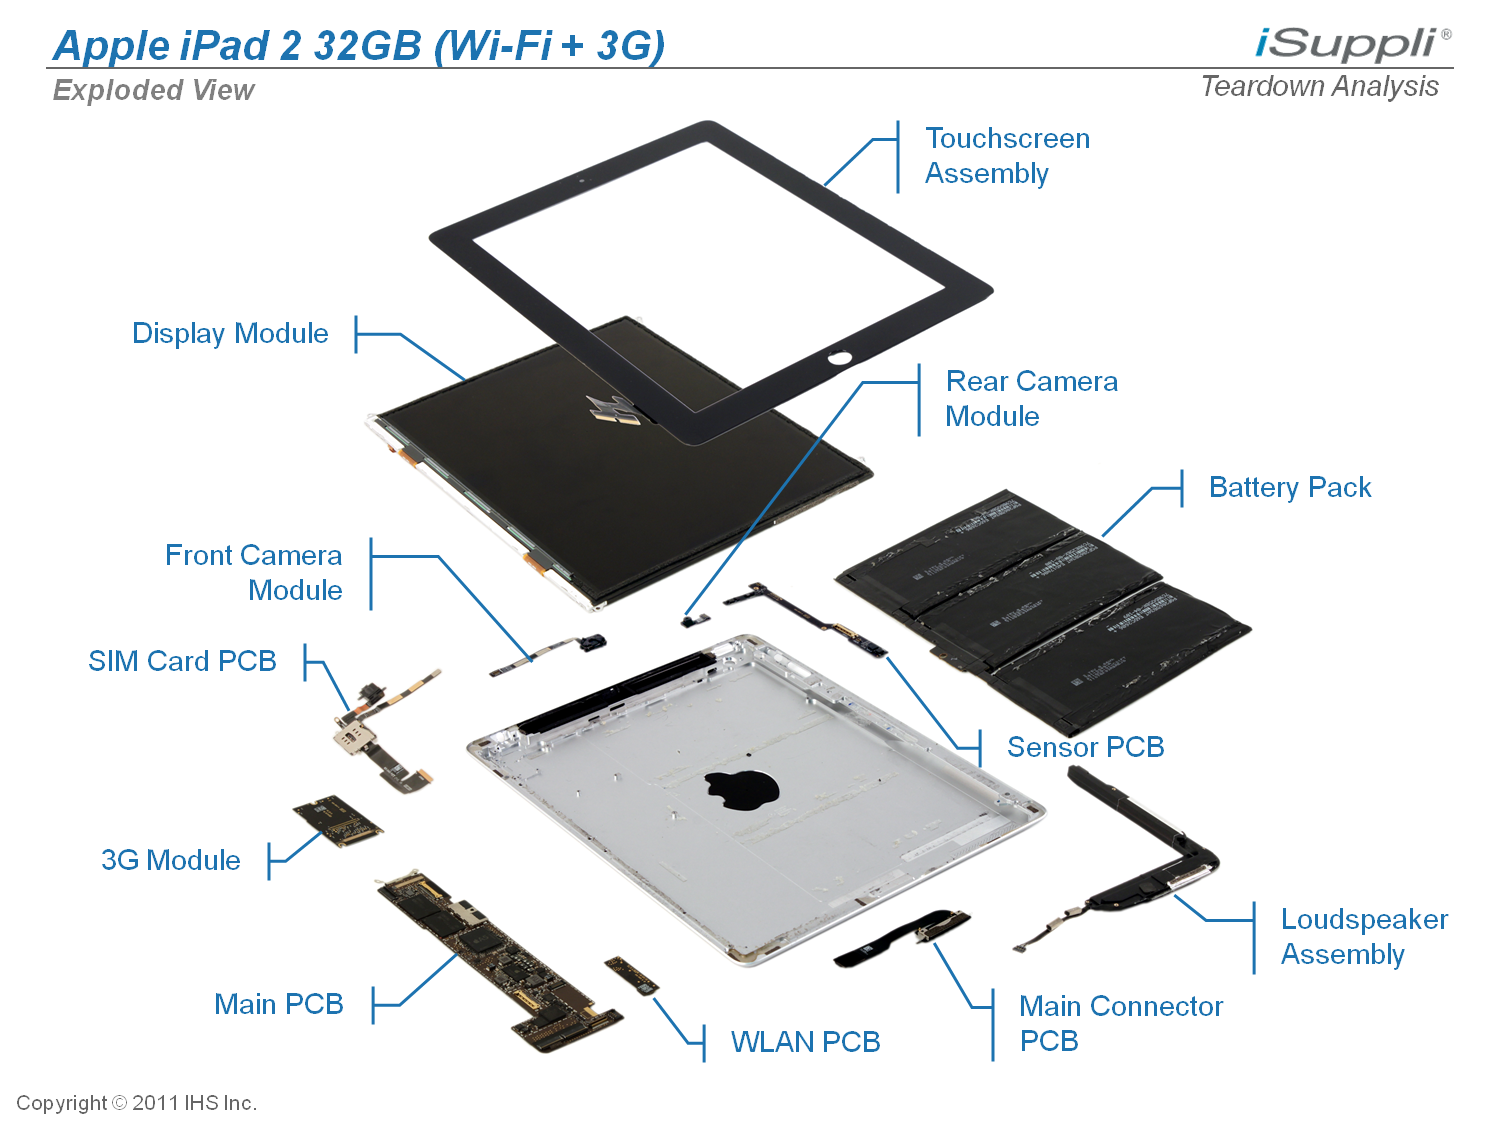 Apple iPad 2 32GB (Wi-Fi + 3G)
iSuppli®
Exploded View
Teardown Analysis
Touchscreen
Assembly
Display Module
Rear Camera
Module
Battery Pack
Front Camera
Module
SIM Card PCB
Sensor PCB
3G Module
Loudspeaker
Assembly
Main PCB
Main Connector
PCB
WLAN PCB
Copyright © 2011 IHS Inc.